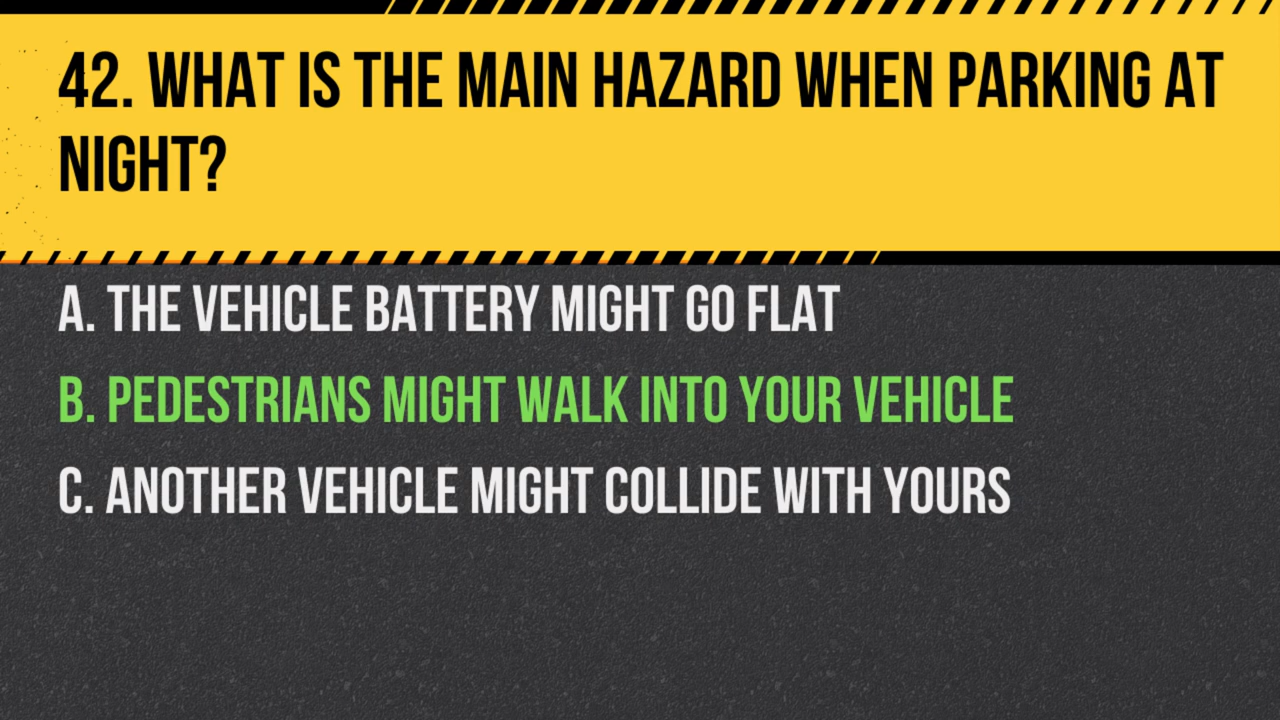 42. WHAT IS THE MAIN HAZARD WHEN PARKING AT
NIGHT?
A. THE VEHICLE BATTERY MIGHT GO FLAT
B. PEDESTRIANS MIGHT WALK INTO YOUR VEHICLE
C. ANOTHER VEHICLE MIGHT COLLIDE WITH YOURS